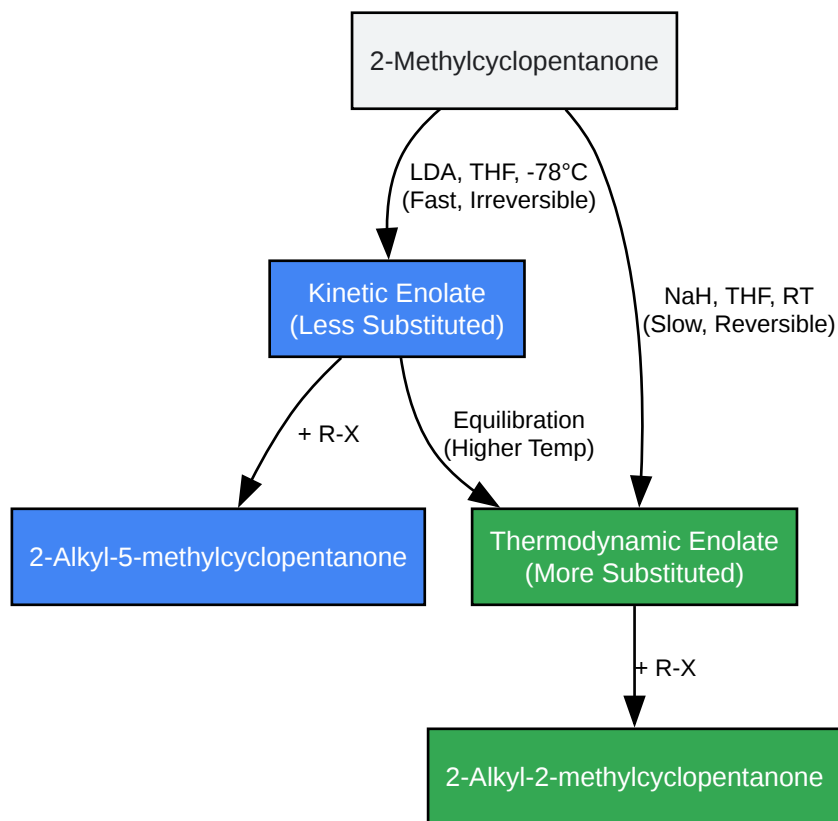 2-Methylcyclopentanone
LDA, THF, -78°C
(Fast, Irreversible)
Kinetic Enolate
(Less Substituted)
NaH, THF, RT
(Slow, Reversible)
+ R-X
Equilibration
(Higher Temp)
2-Alkyl-5-methylcyclopentanone
Thermodynamic Enolate
(More Substituted)
+ R-X
2-Alkyl-2-methylcyclopentanone